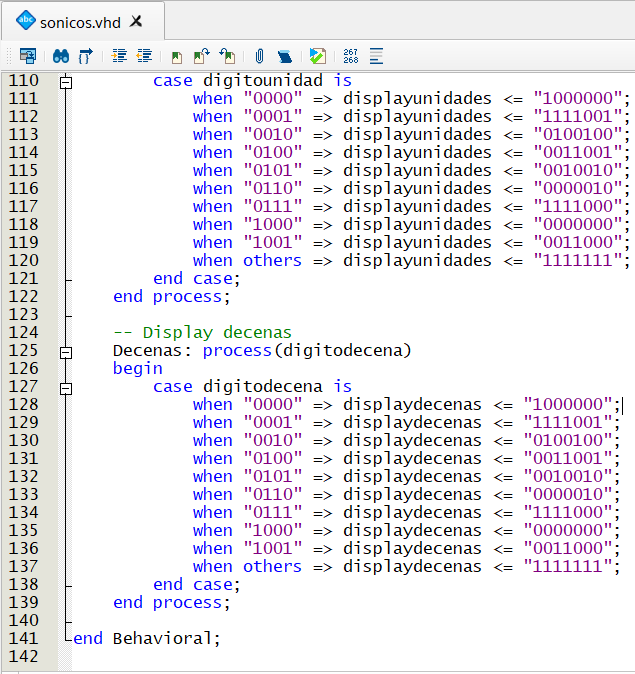 abc sonicos.vhd
267
268
110 case digitounidad is
111 when "0000" => displayunidades <= "1000000";
112 when "0001" => displayunidades <= "1111001";
113 when "0010" => displayunidades <= "0100100";
114 when "0100" => displayunidades <= "0011001";
115 when "0101" => displayunidades <= "0010010";
116 when "0110" => displayunidades <= "0000010";
117 when "0111" => displayunidades <= "1111000";
118 when "1000" => displayunidades <= "0000000";
119 when "1001" => displayunidades <= "0011000";
120 when others => displayunidades <= "1111111";
121 end case;
122 end process;
123
124 -- Display decenas
125 Decenas: process(digitodecena)
126 begin
127 case digitodecena is
128 when "0000" => displaydecenas <= "1000000";
129 when "0001" => displaydecenas <= "1111001";
130 when "0010" => displaydecenas <= "0100100";
131 when "0100" => displaydecenas <= "0011001";
132 when "0101" => displaydecenas <= "0010010";
133 when "0110" => displaydecenas <= "0000010";
134 when "0111" => displaydecenas <= "1111000";
135 when "1000" => displaydecenas <= "0000000";
136 when "1001" => displaydecenas <= "0011000";
137 when others => displaydecenas <= "1111111";
138 end case;
139 end process;
140
141 end Behavioral;
142